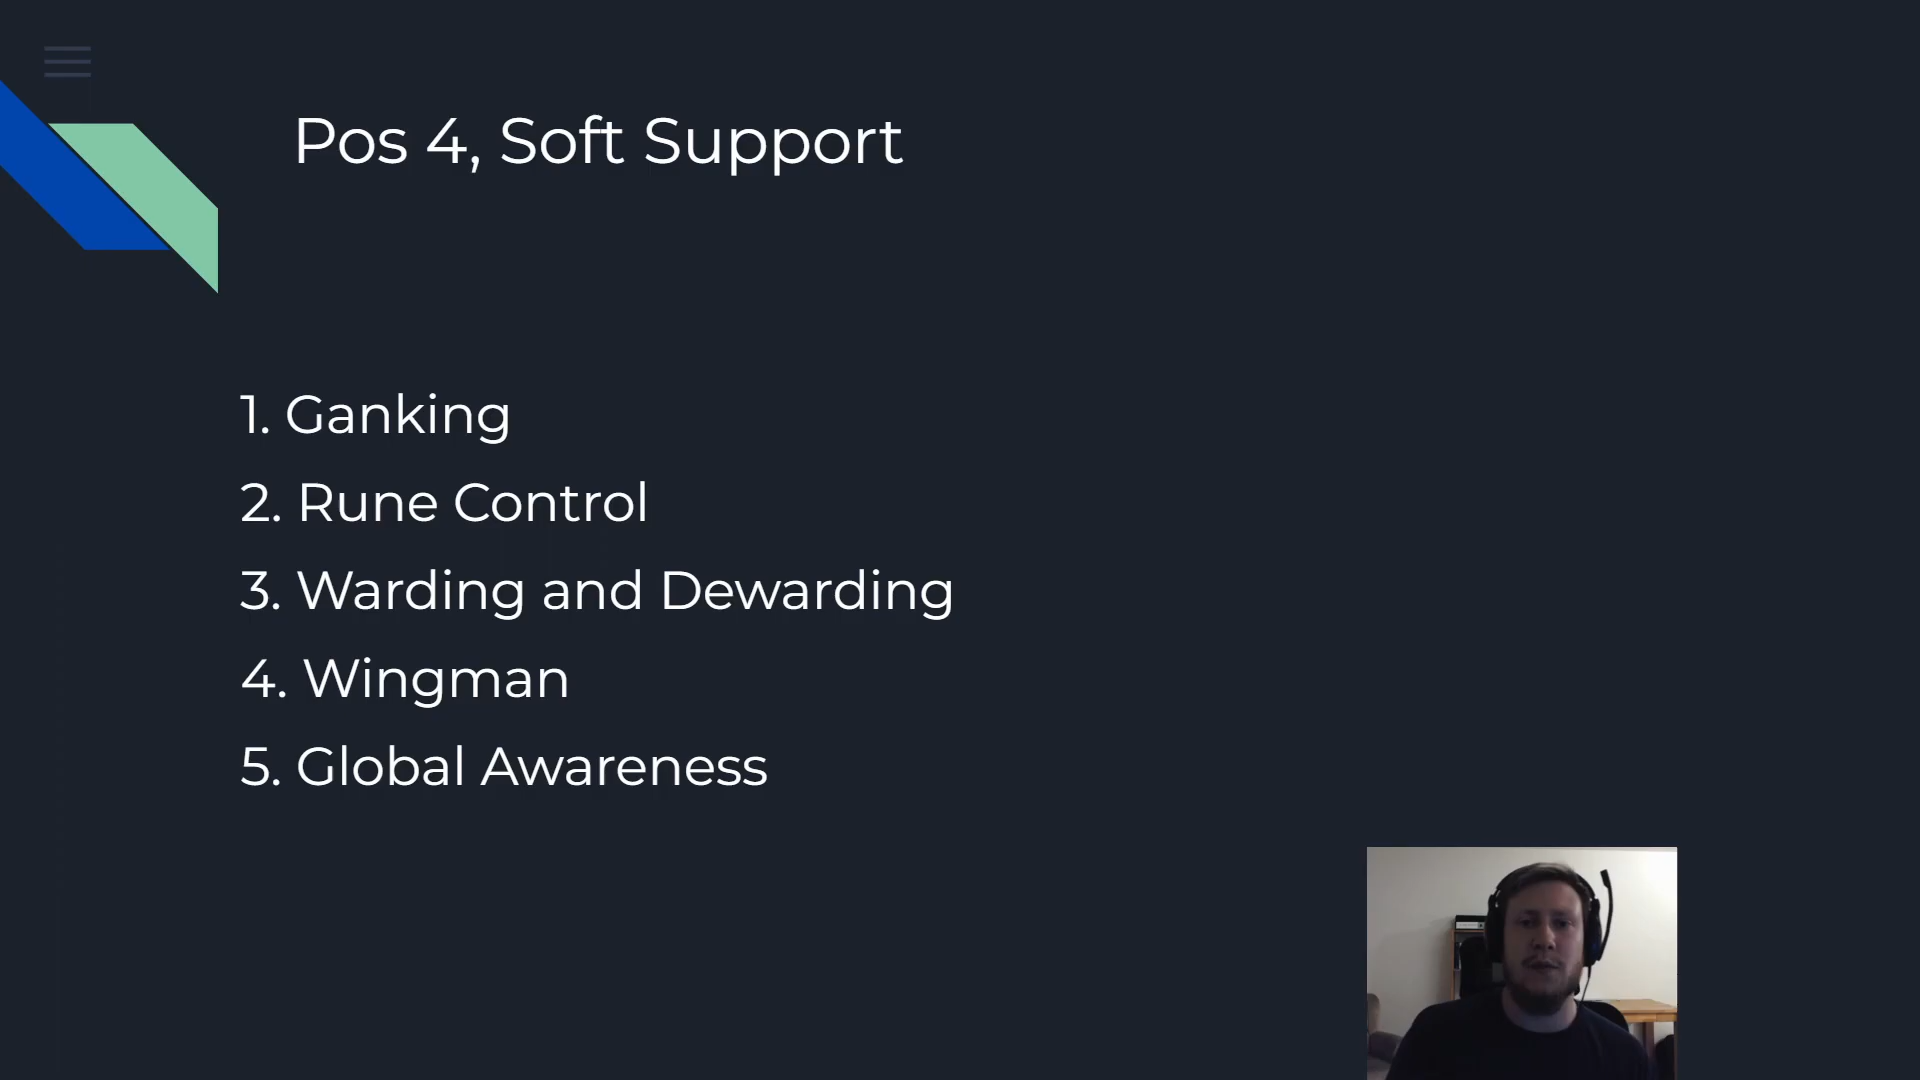 Pos 4, Soft Support
1. Ganking
2. Rune Control
3. Warding and Dewarding
4. Wingman
5. Global Awareness